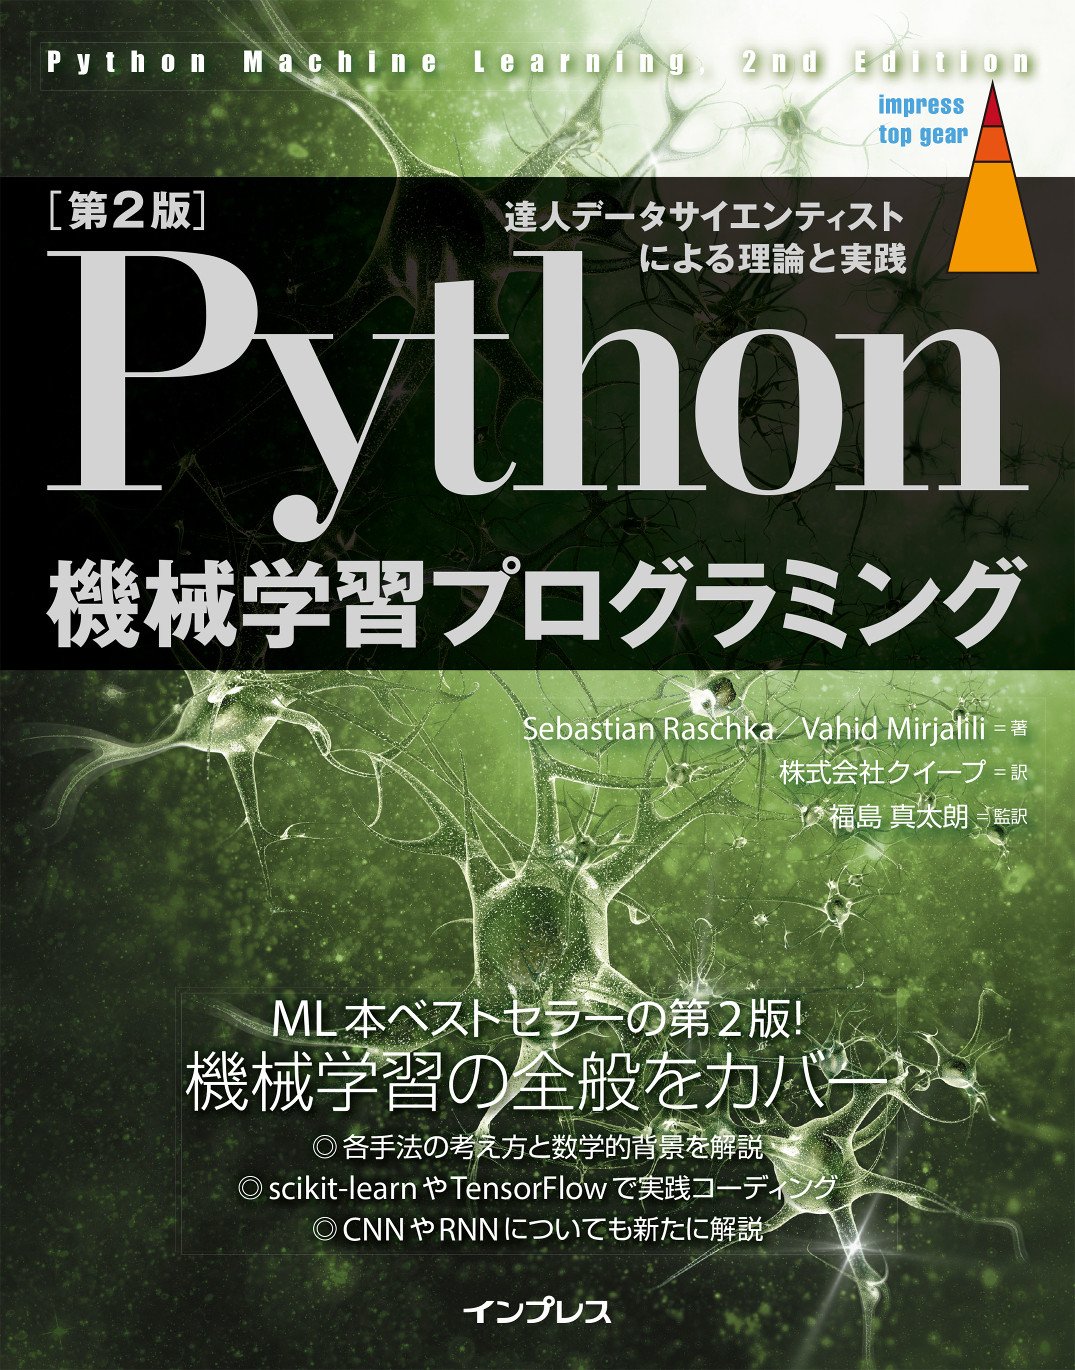 Python Machine Learning, 2nd Edition
impress
top gear
[第2版]
達人データサイエンティスト
による理論と実践
Python
機械学習プログラミング
Sebastian Raschka／Vahid Mirjalili＝著
株式会社クイープ＝訳
福島 真太朗＝監訳
ML本ベストセラーの第2版!
機械学習の全般をカバー
◎各手法の考え方と数学的背景を解説
◎scikit-learnやTensorFlowで実践コーディング
◎CNNやRNNについても新たに解説
インプレス